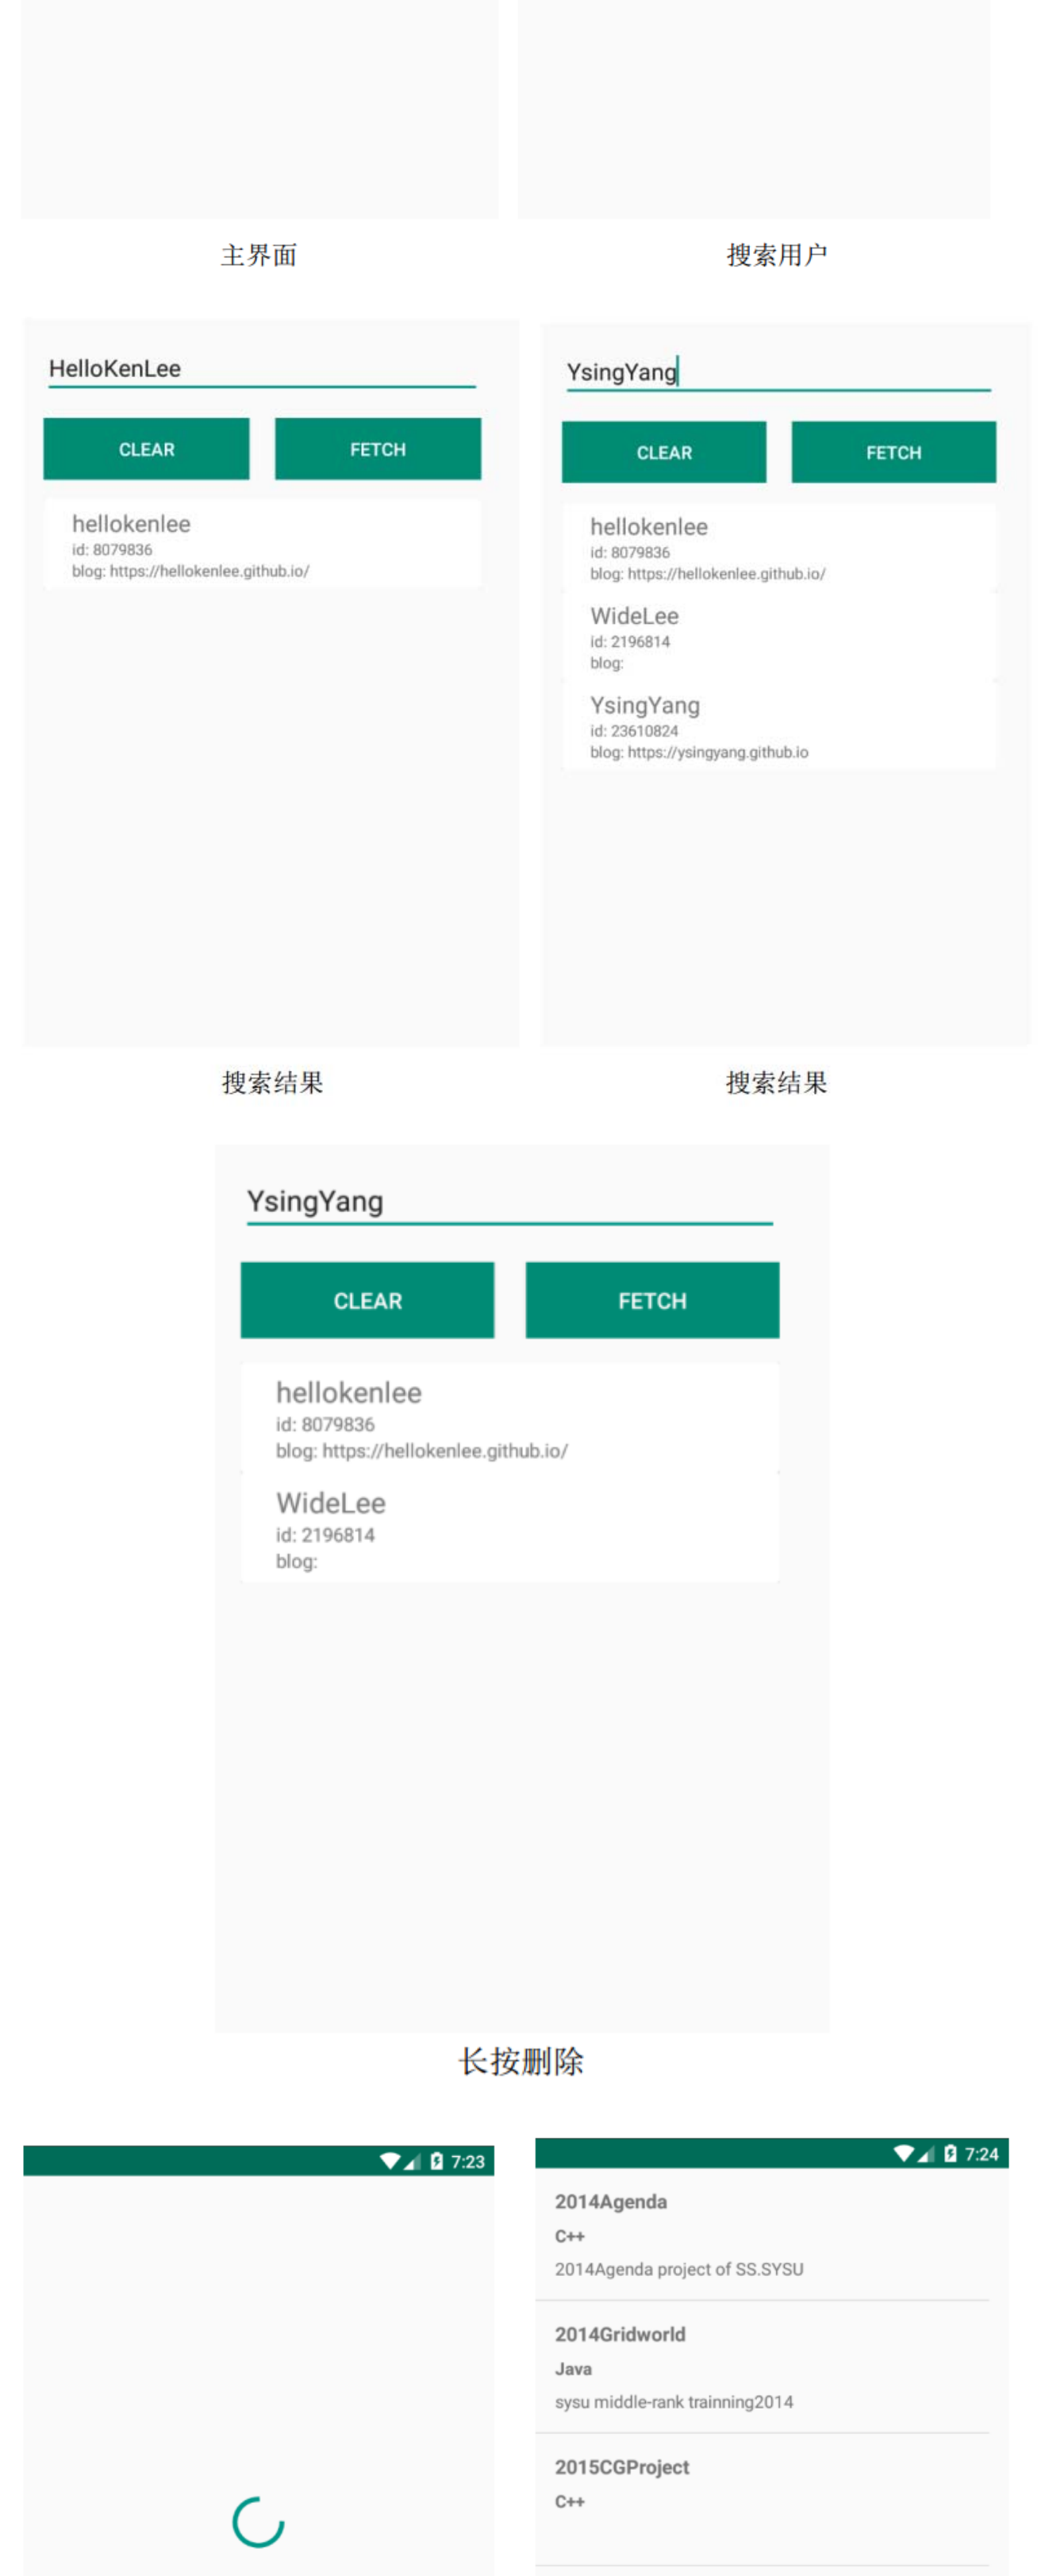 主界面
搜索用户
HelloKenLee
CLEAR FETCH
hellokenlee
id: 8079836
blog: https://hellokenlee.github.io/
YsingYang
CLEAR FETCH
hellokenlee
id: 8079836
blog: https://hellokenlee.github.io/
WideLee
id: 2196814
blog:
YsingYang
id: 23610824
blog: https://ysingyang.github.io
搜索结果
搜索结果
YsingYang
CLEAR FETCH
hellokenlee
id: 8079836
blog: https://hellokenlee.github.io/
WideLee
id: 2196814
blog:
长按删除
7:23
7:24
2014Agenda
C++
2014Agenda project of SS.SYSU
2014Gridworld
Java
sysu middle-rank trainning2014
2015CGProject
C++